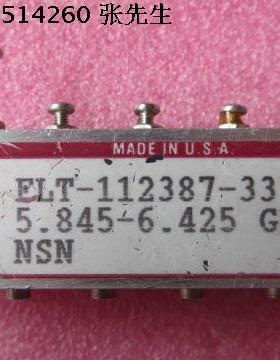 514260 张先生
MADE IN U.S.A.
ELT-112387-33
5.845-6.425 G
NSN